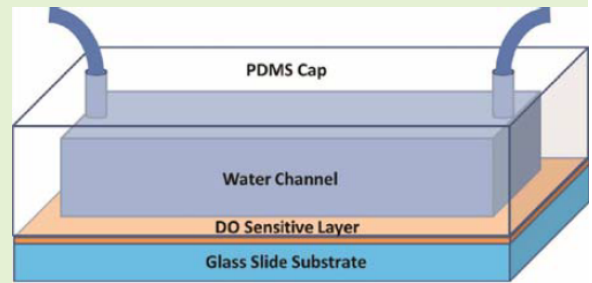 PDMS Cap
Water Channel
DO Sensitive Layer
Glass Slide Substrate